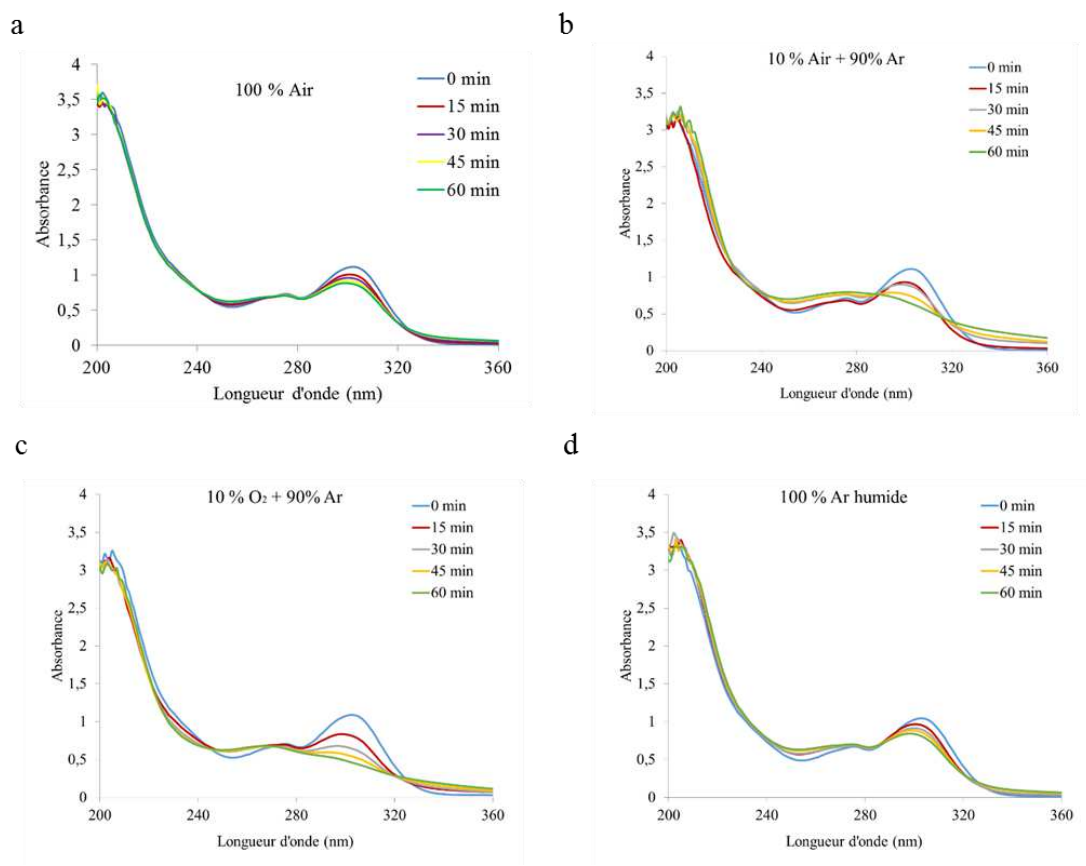 a
100 % Air
0 min
15 min
30 min
45 min
60 min
Absorbance
4
3,5
3
2,5
2
1,5
1
0,5
0
200 240 280 320 360
Longueur d'onde (nm)
b
10 % Air + 90% Ar
0 min
15 min
30 min
45 min
60 min
Absorbance
4
3,5
3
2,5
2
1,5
1
0,5
0
200 240 280 320 360
Longueur d'onde (nm)
c
10 % O₂ + 90% Ar
0 min
15 min
30 min
45 min
60 min
Absorbance
4
3,5
3
2,5
2
1,5
1
0,5
0
200 240 280 320 360
Longueur d'onde (nm)
d
100 % Ar humide
0 min
15 min
30 min
45 min
60 min
Absorbance
4
3,5
3
2,5
2
1,5
1
0,5
0
200 240 280 320 360
Longueur d'onde (nm)